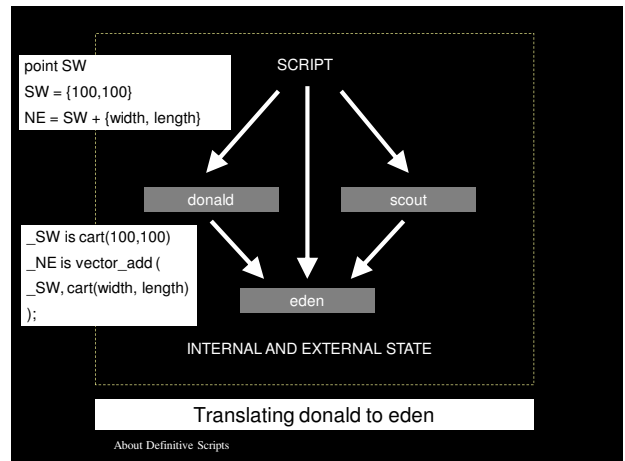 point SW
SW = {100,100}
NE = SW + {width, length}
SCRIPT
donald
scout
_SW is cart(100,100)
_NE is vector_add (
_SW, cart(width, length)
);
eden
INTERNAL AND EXTERNAL STATE
Translating donald to eden
About Definitive Scripts